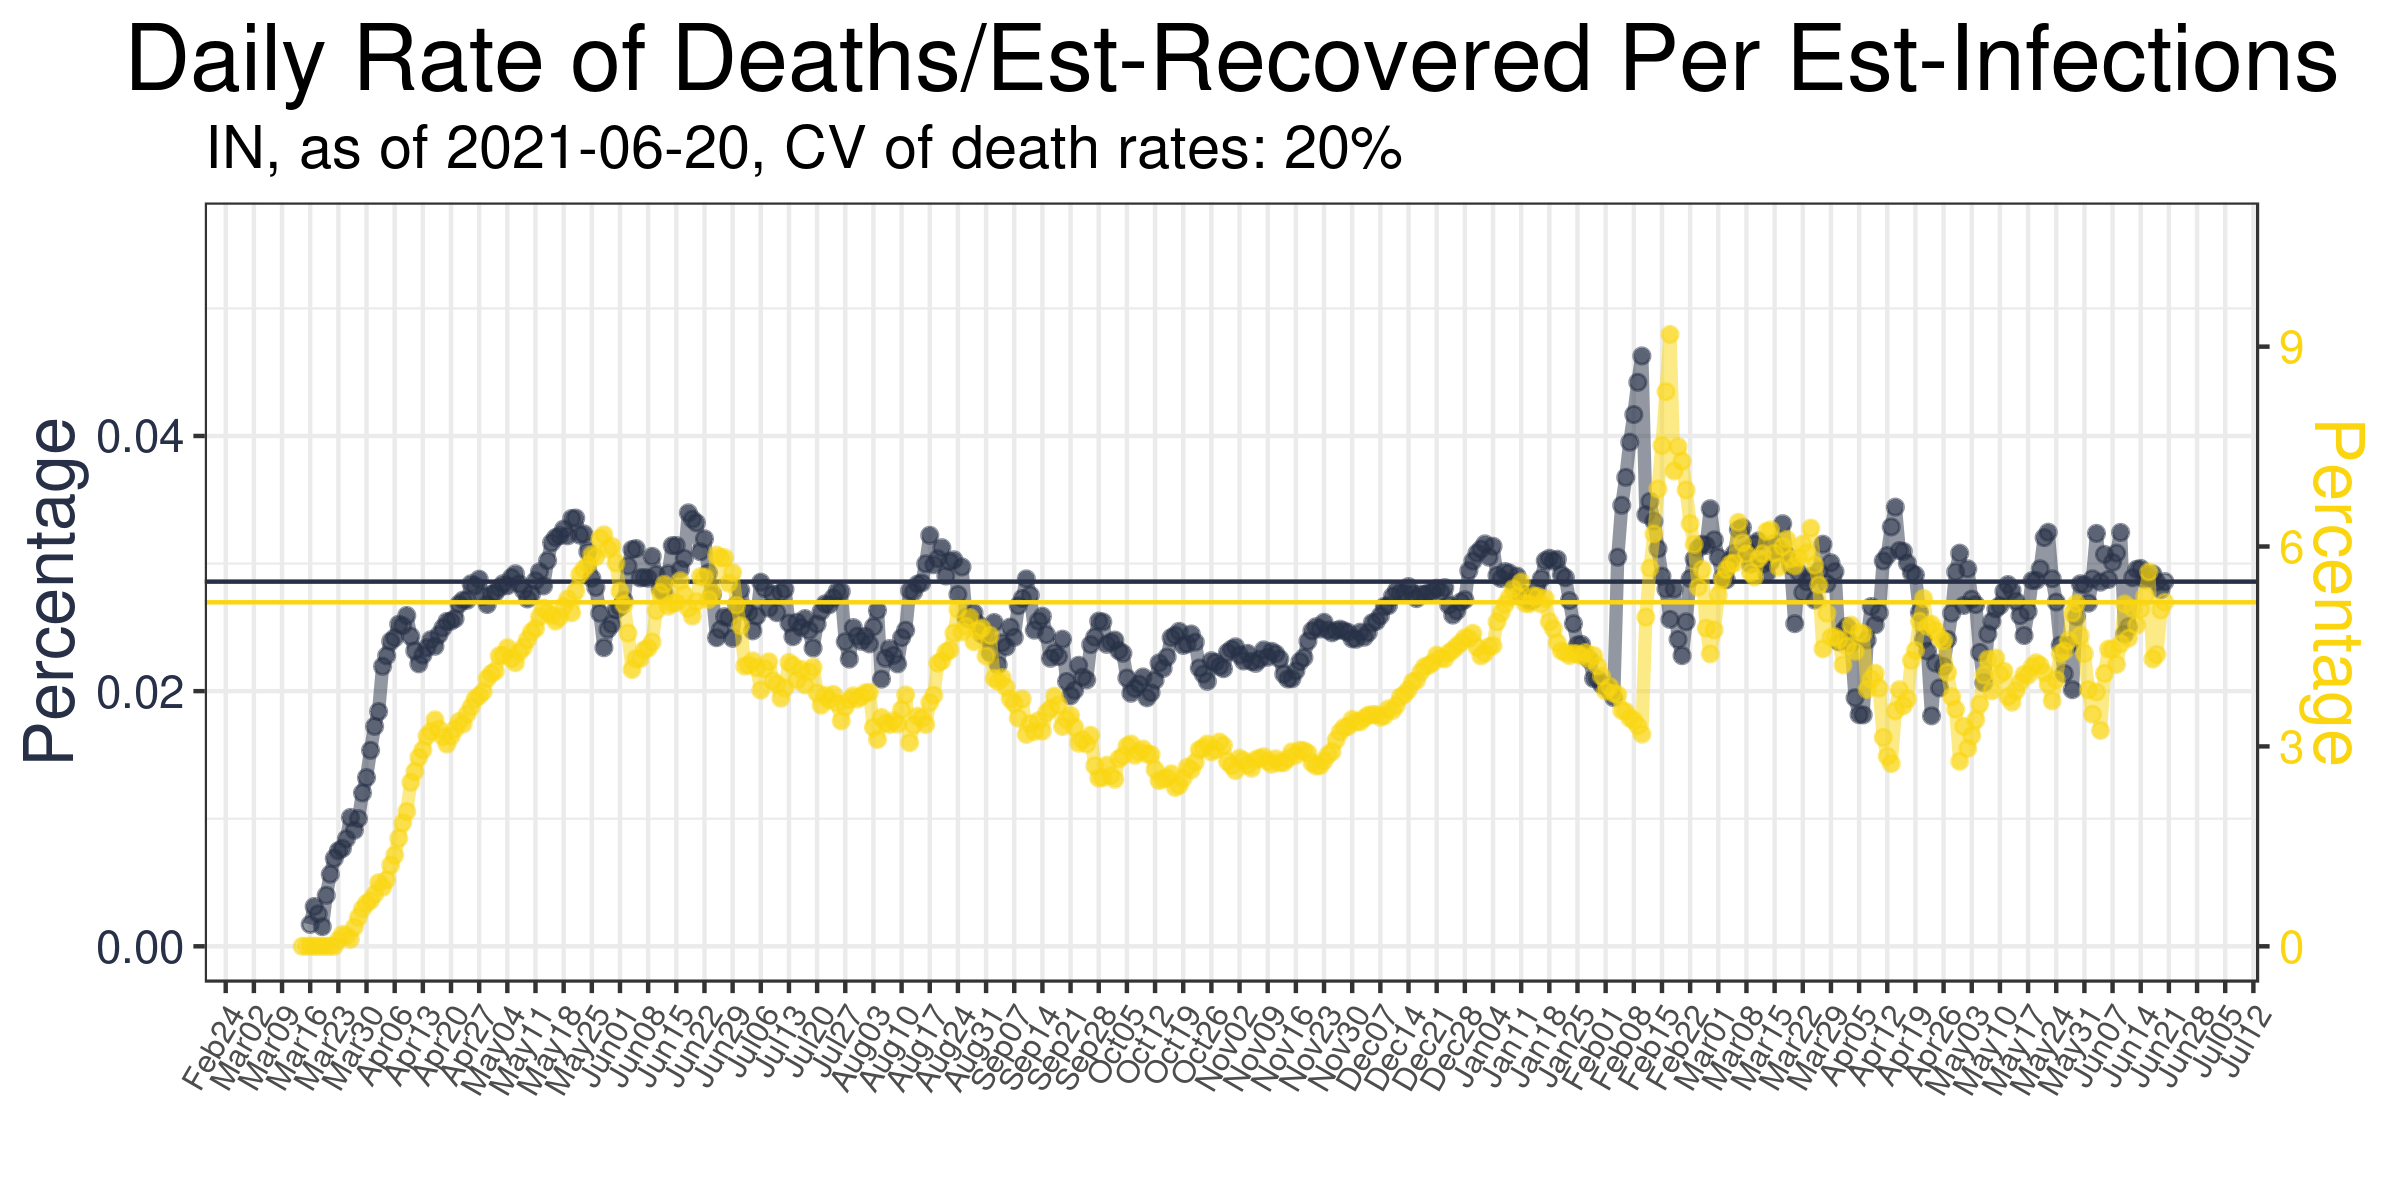 Daily Rate of Deaths/Est-Recovered Per Est-Infections
IN, as of 2021-06-20, CV of death rates: 20%
Percentage
0.04
0.02
0.00
9
6
3
0
Percentage
Feb24
Mar02
Mar09
Mar16
Mar23
Mar30
Apr06
Apr13
Apr20
Apr27
May04
May11
May18
May25
Jun01
Jun08
Jun15
Jun22
Jun29
Jul06
Jul13
Jul20
Jul27
Aug03
Aug10
Aug17
Aug24
Aug31
Sep07
Sep14
Sep21
Sep28
Oct05
Oct12
Oct19
Oct26
Nov02
Nov09
Nov16
Nov23
Nov30
Dec07
Dec14
Dec21
Dec28
Jan04
Jan11
Jan18
Jan25
Feb01
Feb08
Feb15
Feb22
Mar01
Mar08
Mar15
Mar22
Mar29
Apr05
Apr12
Apr19
Apr26
May03
May10
May17
May24
May31
Jun07
Jun14
Jun21
Jun28
Jul05
Jul12